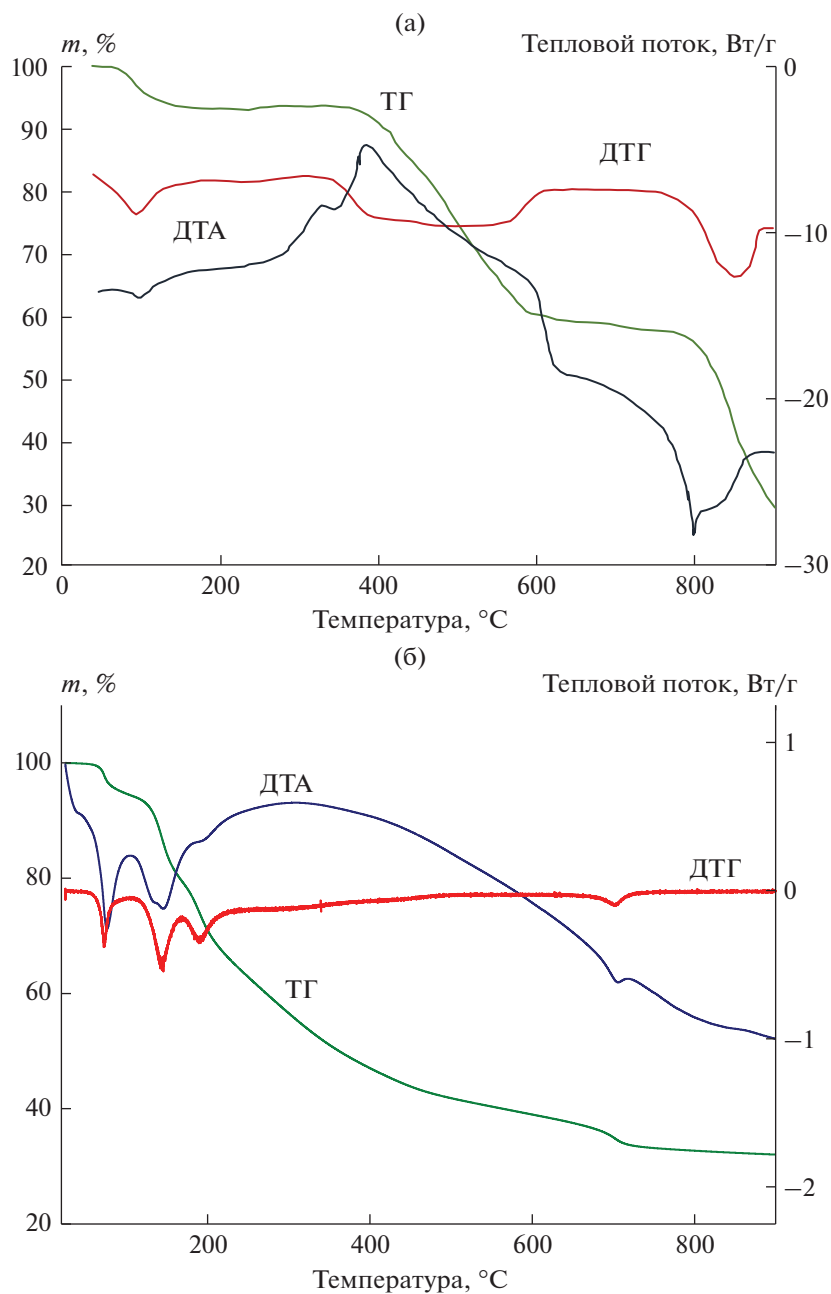 (а)
m, % Тепловой поток, Вт/г
100 0
ТГ
90
ДТГ
80
ДТА
70 −10
60
50
−20
40
30
20 −30
0 200 400 600 800
Температура, °C
(б)
m, % Тепловой поток, Вт/г
1
100
ДТА
80 ДТГ 0
60 ТГ
−1
40
−2
20
200 400 600 800
Температура, °C